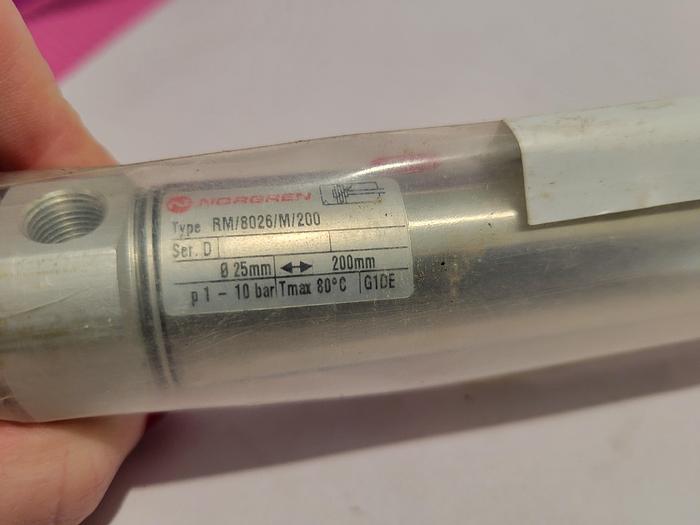 NORGREN
Type RM/8026/M/200
Ser. D
Ø 25mm ↔ 200mm
p 1 - 10 bar Tmax 80°C G1DE